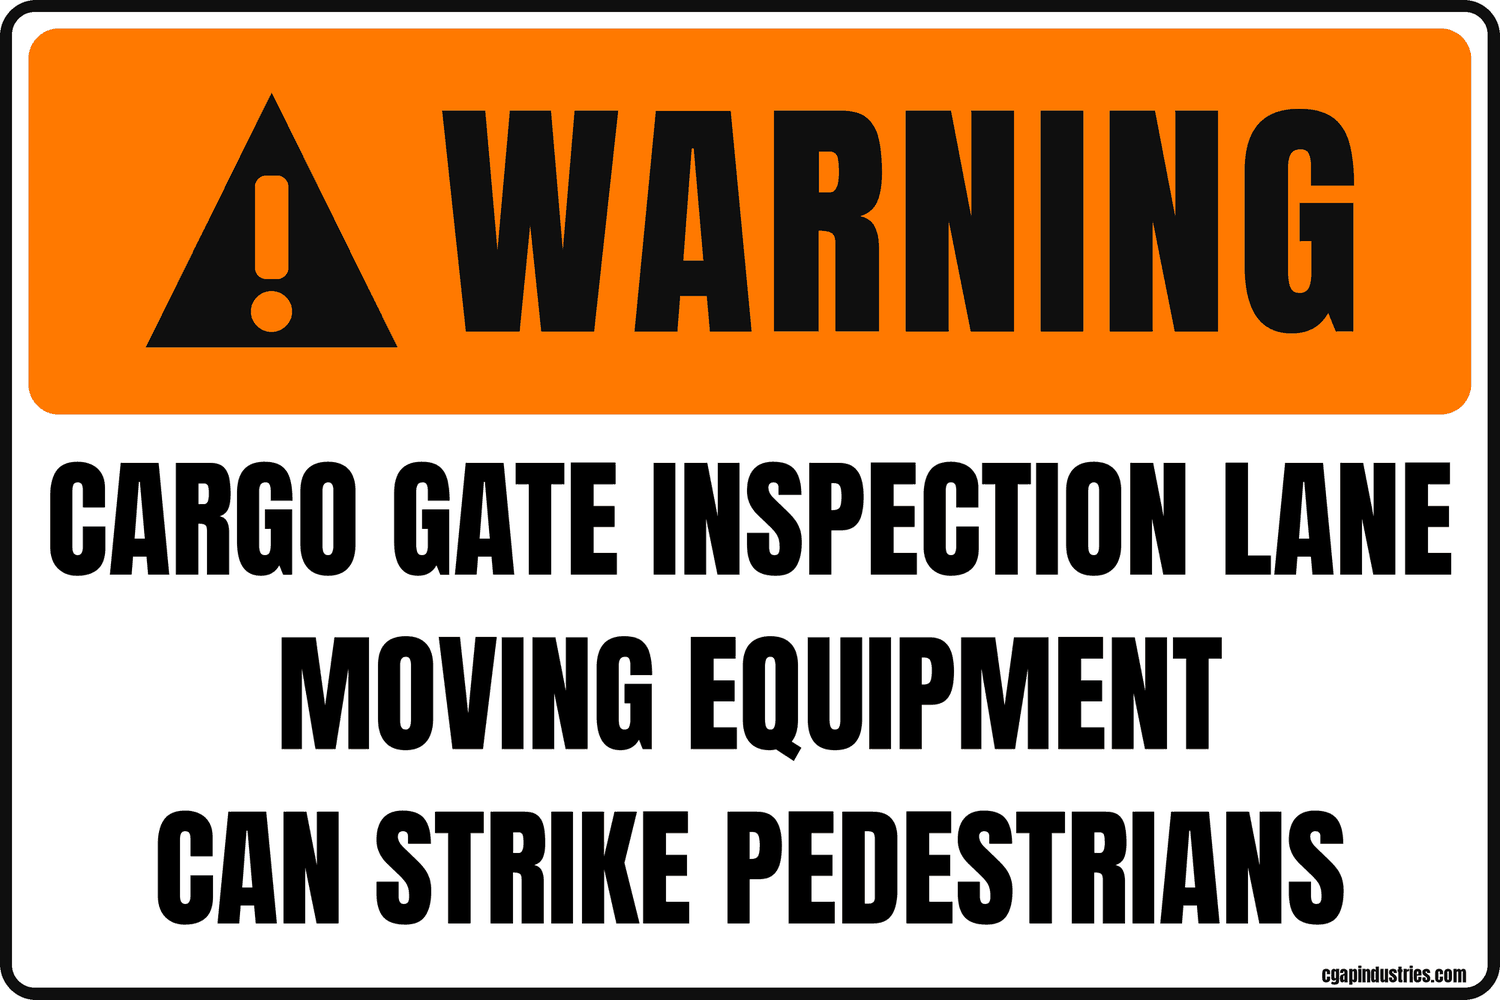 WARNING
CARGO GATE INSPECTION LANE
MOVING EQUIPMENT
CAN STRIKE PEDESTRIANS
cgapindustries.com